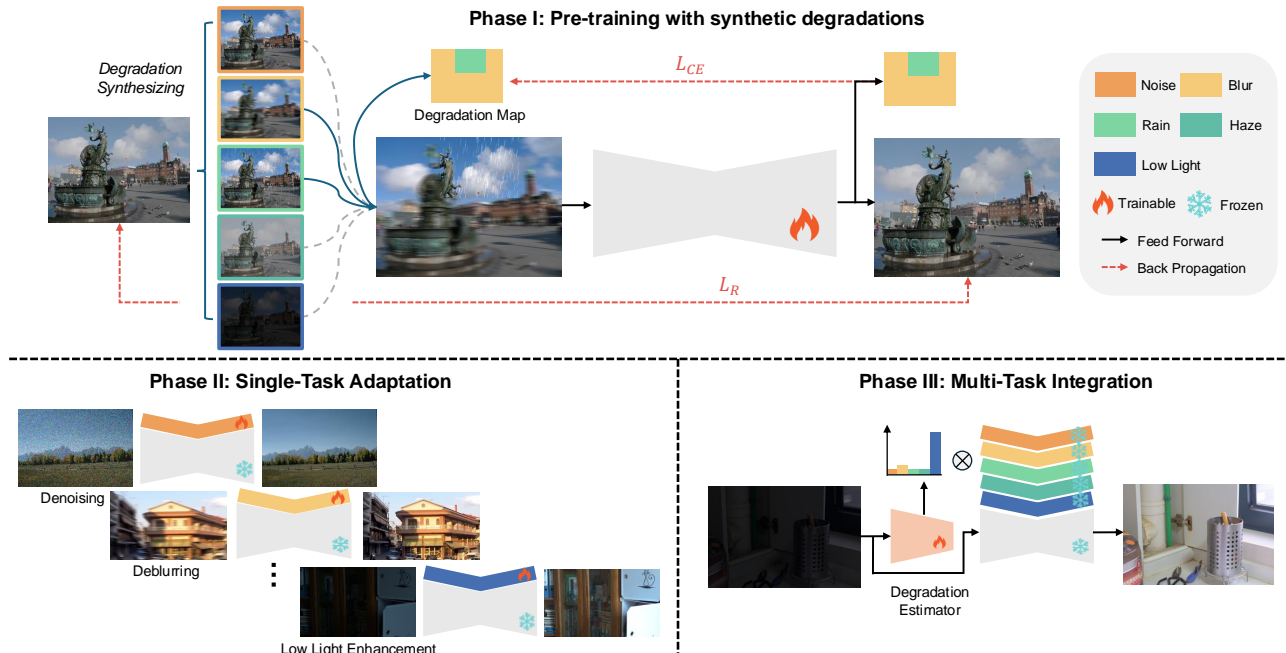 Phase I: Pre-training with synthetic degradations
Degradation
Synthesizing
Degradation Map
L_{CE}
L_R
Noise
Blur
Rain
Haze
Low Light
Trainable
Frozen
Feed Forward
Back Propagation
Phase II: Single-Task Adaptation
Denoising
Deblurring
Low Light Enhancement
Phase III: Multi-Task Integration
Degradation
Estimator